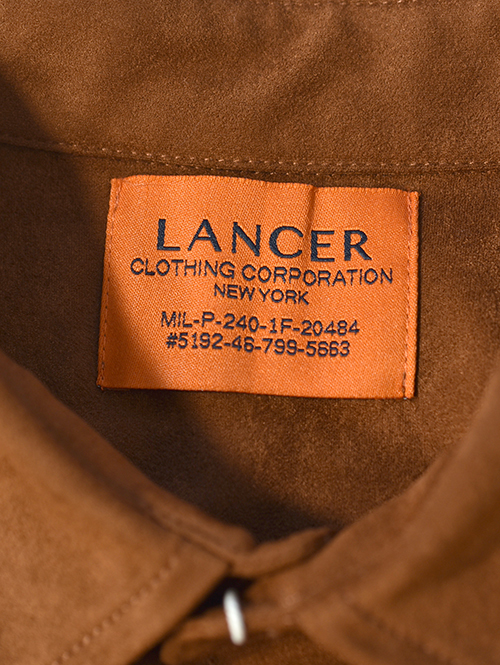 LANCER
CLOTHING CORPORATION
NEW YORK
MIL-P-240-1F-20484
#5192-46-799-5663